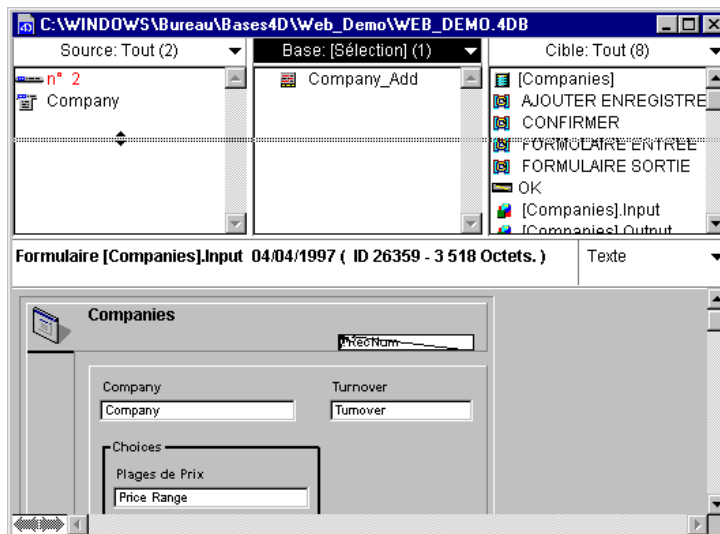 C:\WINDOWS\Bureau\Bases4D\Web_Demo\WEB_DEMO.4DB
Source: Tout (2)
Base: [Sélection] (1)
Cible: Tout (8)
n° 2
Company
Company_Add
[Companies]
AJOUTER ENREGISTRE
CONFIRMER
FORMULAIRE ENTREE
FORMULAIRE SORTIE
OK
[Companies].Input
[Companies].Output
Formulaire [Companies].Input 04/04/1997 ( ID 26359 - 3 518 Octets. )
Texte
Companies
Company
Turnover
Company
Turnover
Choices
Plages de Prix
Price Range